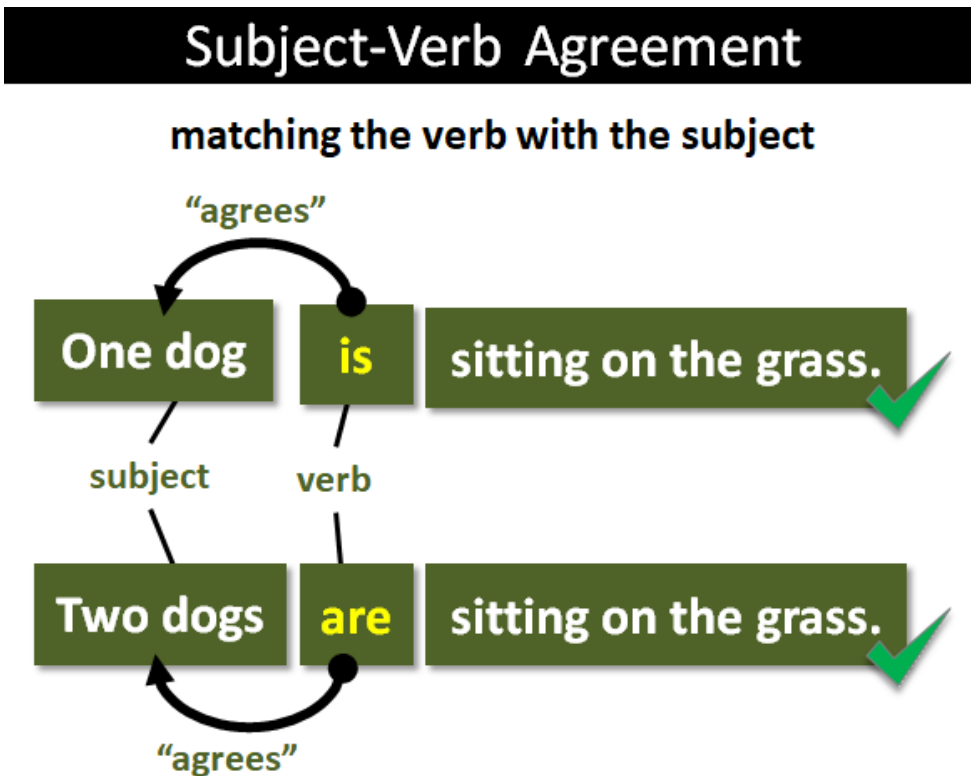 Subject-Verb Agreement
matching the verb with the subject
“agrees”
One dog is sitting on the grass.
subject verb
Two dogs are sitting on the grass.
“agrees”